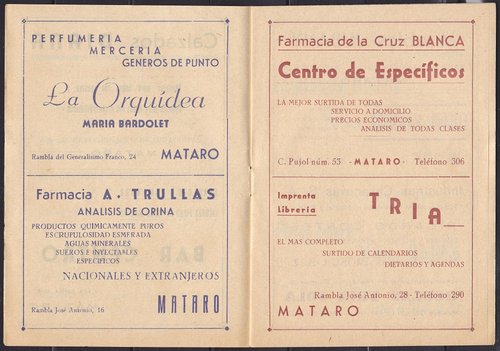 PERFUMERIA
MERCERIA
GENEROS DE PUNTO
La Orquídea
MARIA BARDOLET
Rambla del Generalísimo Franco, 24 MATARO
Farmacia A. TRULLAS
ANALISIS DE ORINA
PRODUCTOS QUIMICAMENTE PUROS
ESCRUPULOSIDAD ESMERADA
AGUAS MINERALES
SUEROS E INYECTABLES
ESPECIFICOS
NACIONALES Y EXTRANJEROS
Rambla José Antonio, 16 MATARO
Farmacia de la Cruz BLANCA
Centro de Específicos
LA MEJOR SURTIDA DE TODAS
SERVICIO A DOMICILIO
PRECIOS ECONOMICOS
ANALISIS DE TODAS CLASES
C. Pujol núm. 53 - MATARO - Teléfono 306
Imprenta
Librería
TRIA
EL MAS COMPLETO
SURTIDO DE CALENDARIOS
DIETARIOS Y AGENDAS
Rambla José Antonio, 28 - Teléfono 290
MATARO